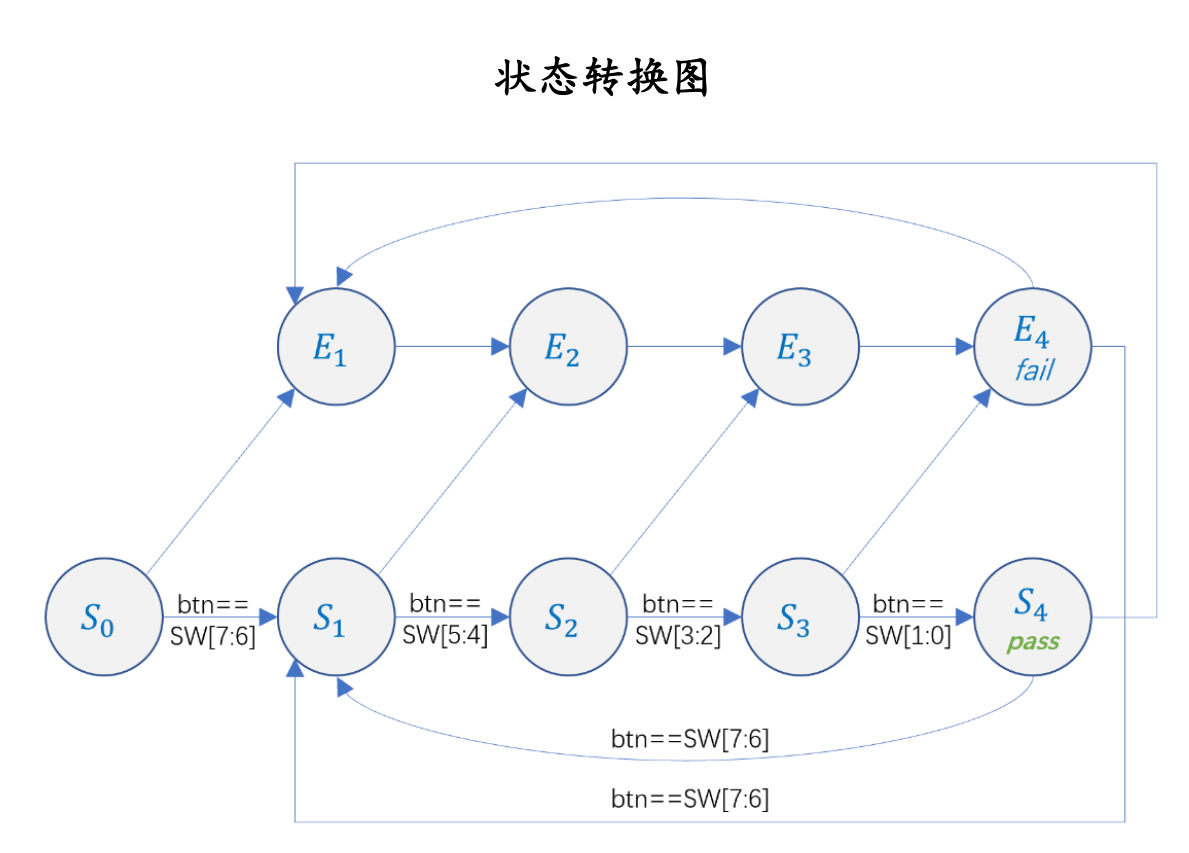 状态转换图
E₁
E₂
E₃
E₄
fail
S₀
btn==
SW[7:6]
S₁
btn==
SW[5:4]
S₂
btn==
SW[3:2]
S₃
btn==
SW[1:0]
S₄
pass
btn==SW[7:6]
btn==SW[7:6]